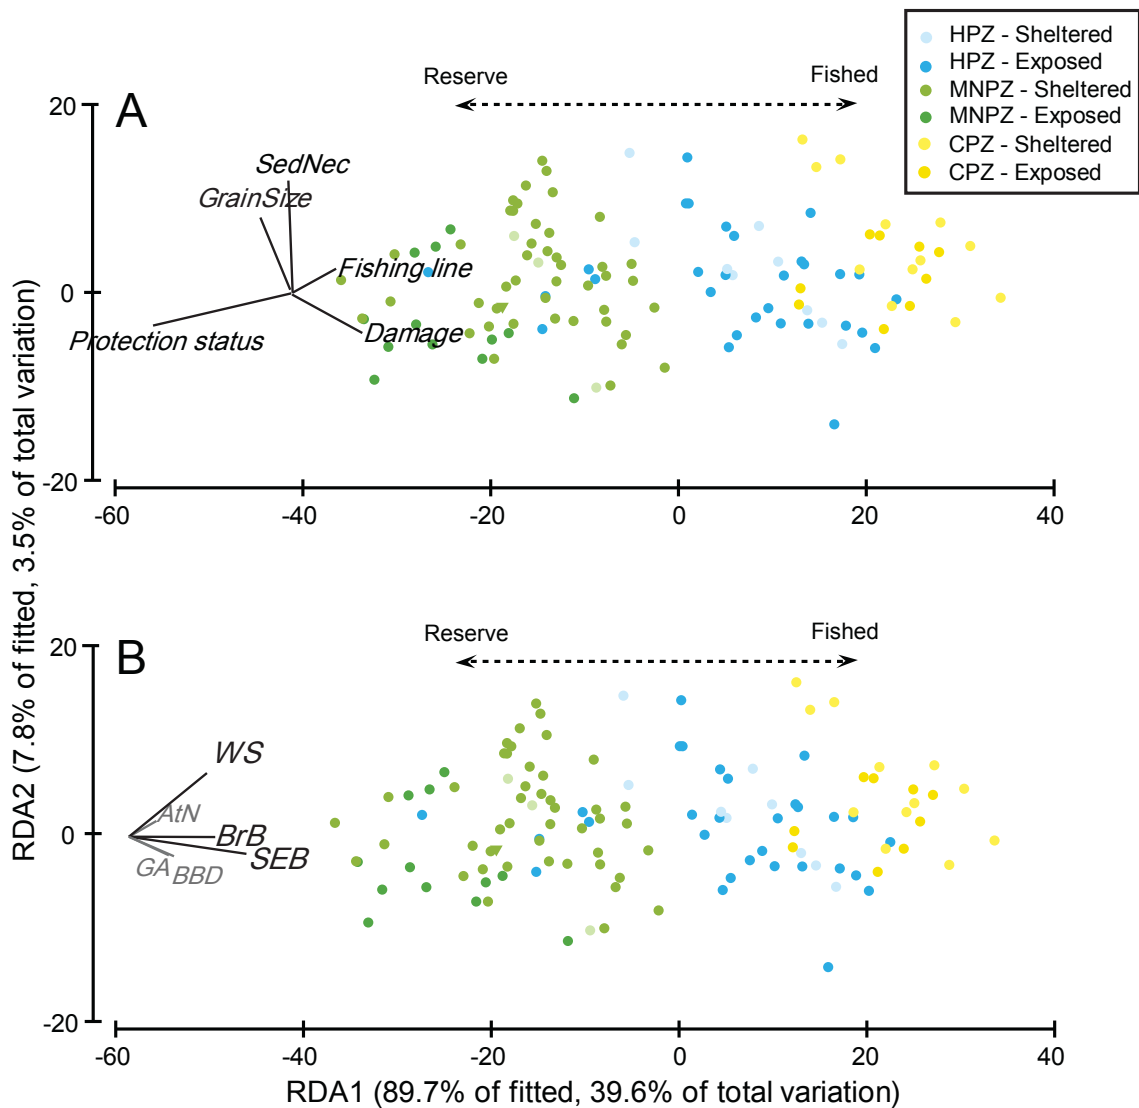 HPZ - Sheltered
HPZ - Exposed
MNPZ - Sheltered
MNPZ - Exposed
CPZ - Sheltered
CPZ - Exposed
Reserve
Fished
A
20
0
-20
SedNec
GrainSize
Fishing line
Protection status
Damage
-60
-40
-20
0
20
40
RDA2 (7.8% of fitted, 3.5% of total variation)
Reserve
Fished
B
20
0
-20
WS
AtN
BrB
SEB
GA
BBD
-60
-40
-20
0
20
40
RDA1 (89.7% of fitted, 39.6% of total variation)